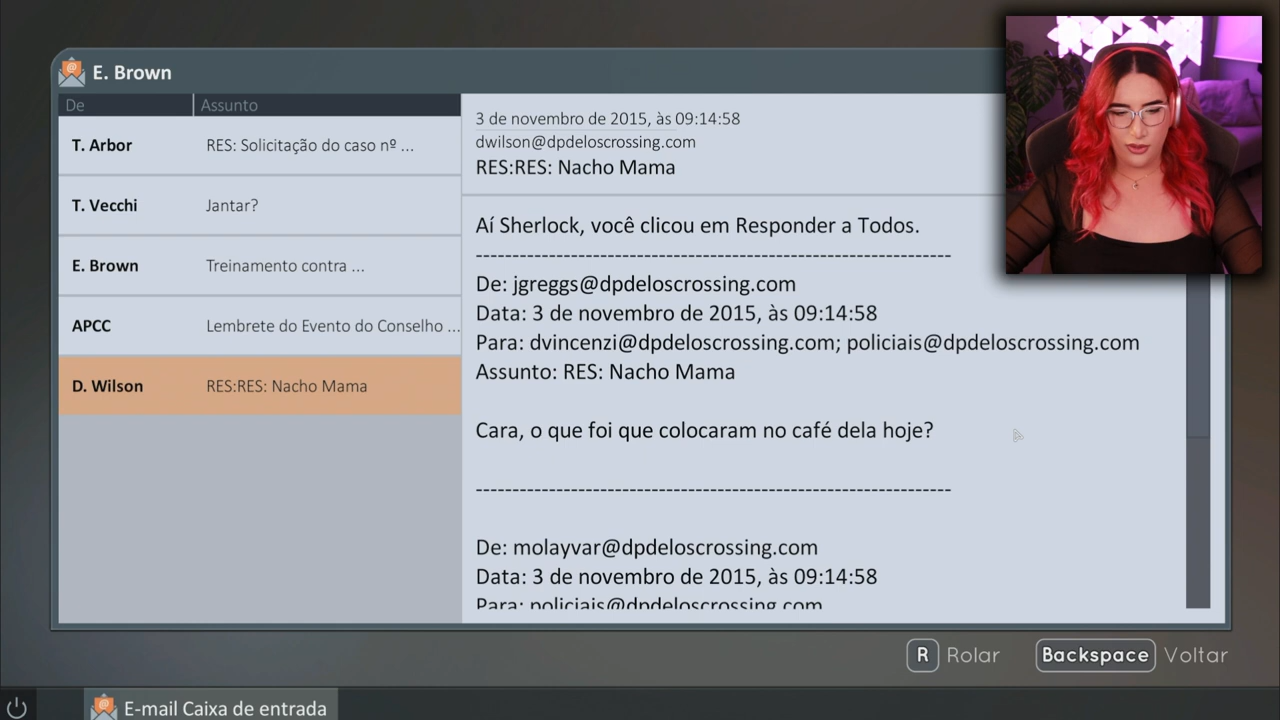 E. Brown
De
Assunto
T. Arbor
RES: Solicitação do caso nº ...
T. Vecchi
Jantar?
E. Brown
Treinamento contra ...
APCC
Lembrete do Evento do Conselho ...
D. Wilson
RES:RES: Nacho Mama
3 de novembro de 2015, às 09:14:58
dwilson@dpdeloscrossing.com
RES:RES: Nacho Mama
Aí Sherlock, você clicou em Responder a Todos.
-----------------------------------------------------------------
De: jgreggs@dpdeloscrossing.com
Data: 3 de novembro de 2015, às 09:14:58
Para: dvincenzi@dpdeloscrossing.com; policiais@dpdeloscrossing.com
Assunto: RES: Nacho Mama
Cara, o que foi que colocaram no café dela hoje?
-----------------------------------------------------------------
De: molayvar@dpdeloscrossing.com
Data: 3 de novembro de 2015, às 09:14:58
Para: policiais@dpdeloscrossing.com
R Rolar
Backspace Voltar
E-mail Caixa de entrada